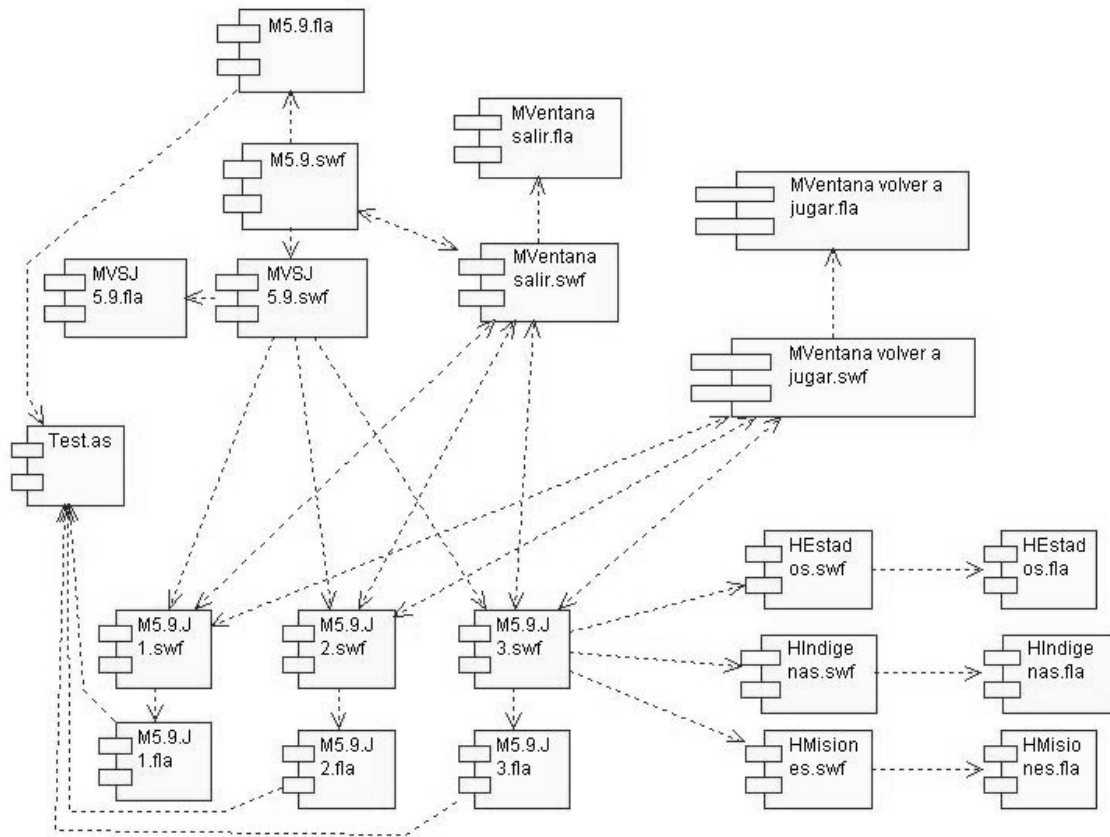 M5.9.fla
MVentana
salir.fla
M5.9.swf
MVentana volver a
jugar.fla
MVentana
salir.swf
MVSJ
5.9.fla
MVSJ
5.9.swf
MVentana volver a
jugar.swf
Test.as
HEstad
os.swf
HEstad
os.fla
M5.9.J
1.swf
M5.9.J
2.swf
M5.9.J
3.swf
HIndige
nas.swf
HIndige
nas.fla
M5.9.J
1.fla
M5.9.J
2.fla
M5.9.J
3.fla
HMision
es.swf
HMisio
nes.fla